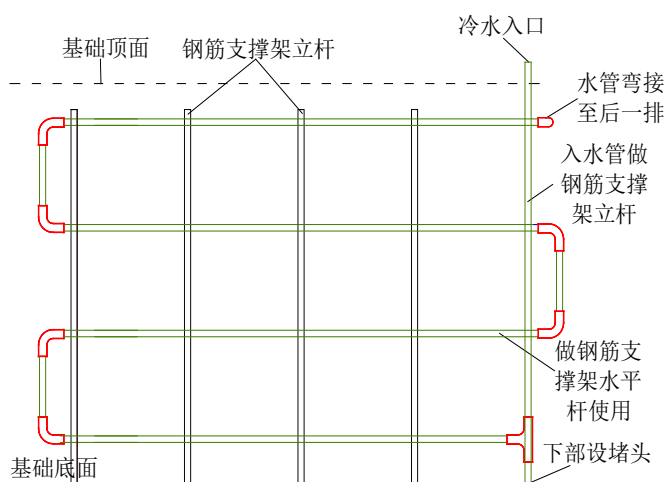 冷水入口
基础顶面
钢筋支撑架立杆
水管弯接
至后一排
入水管做
钢筋支撑
架立杆
做钢筋支
撑架水平
杆使用
基础底面
下部设堵头